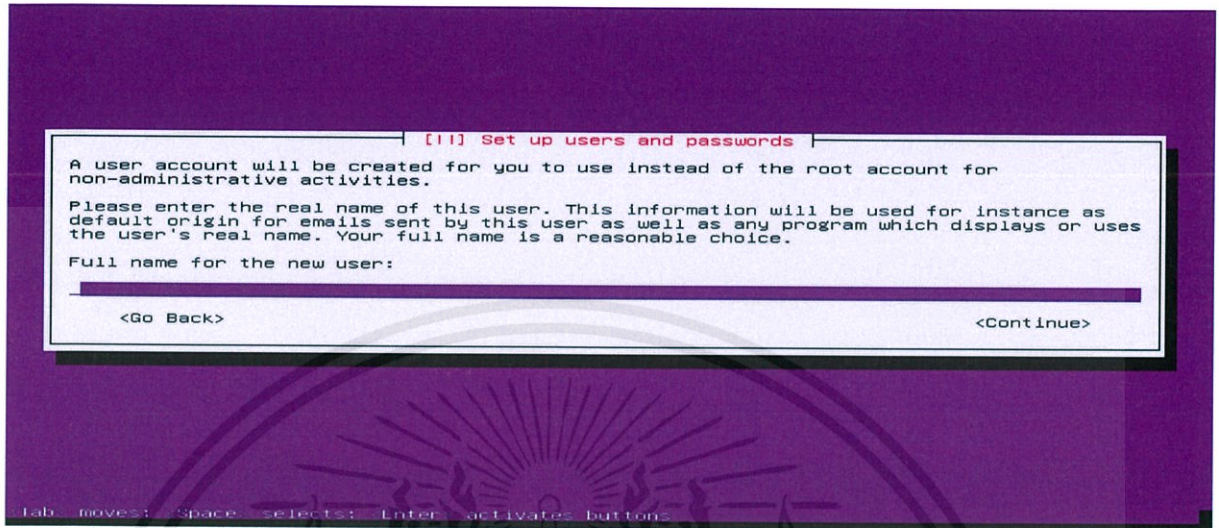 [!!] Set up users and passwords
A user account will be created for you to use instead of the root account for
non-administrative activities.
Please enter the real name of this user. This information will be used for instance as
default origin for emails sent by this user as well as any program which displays or uses
the user's real name. Your full name is a reasonable choice.
Full name for the new user:
<Go Back> <Continue>
<Tab> moves; <Space> selects; <Enter> activates buttons